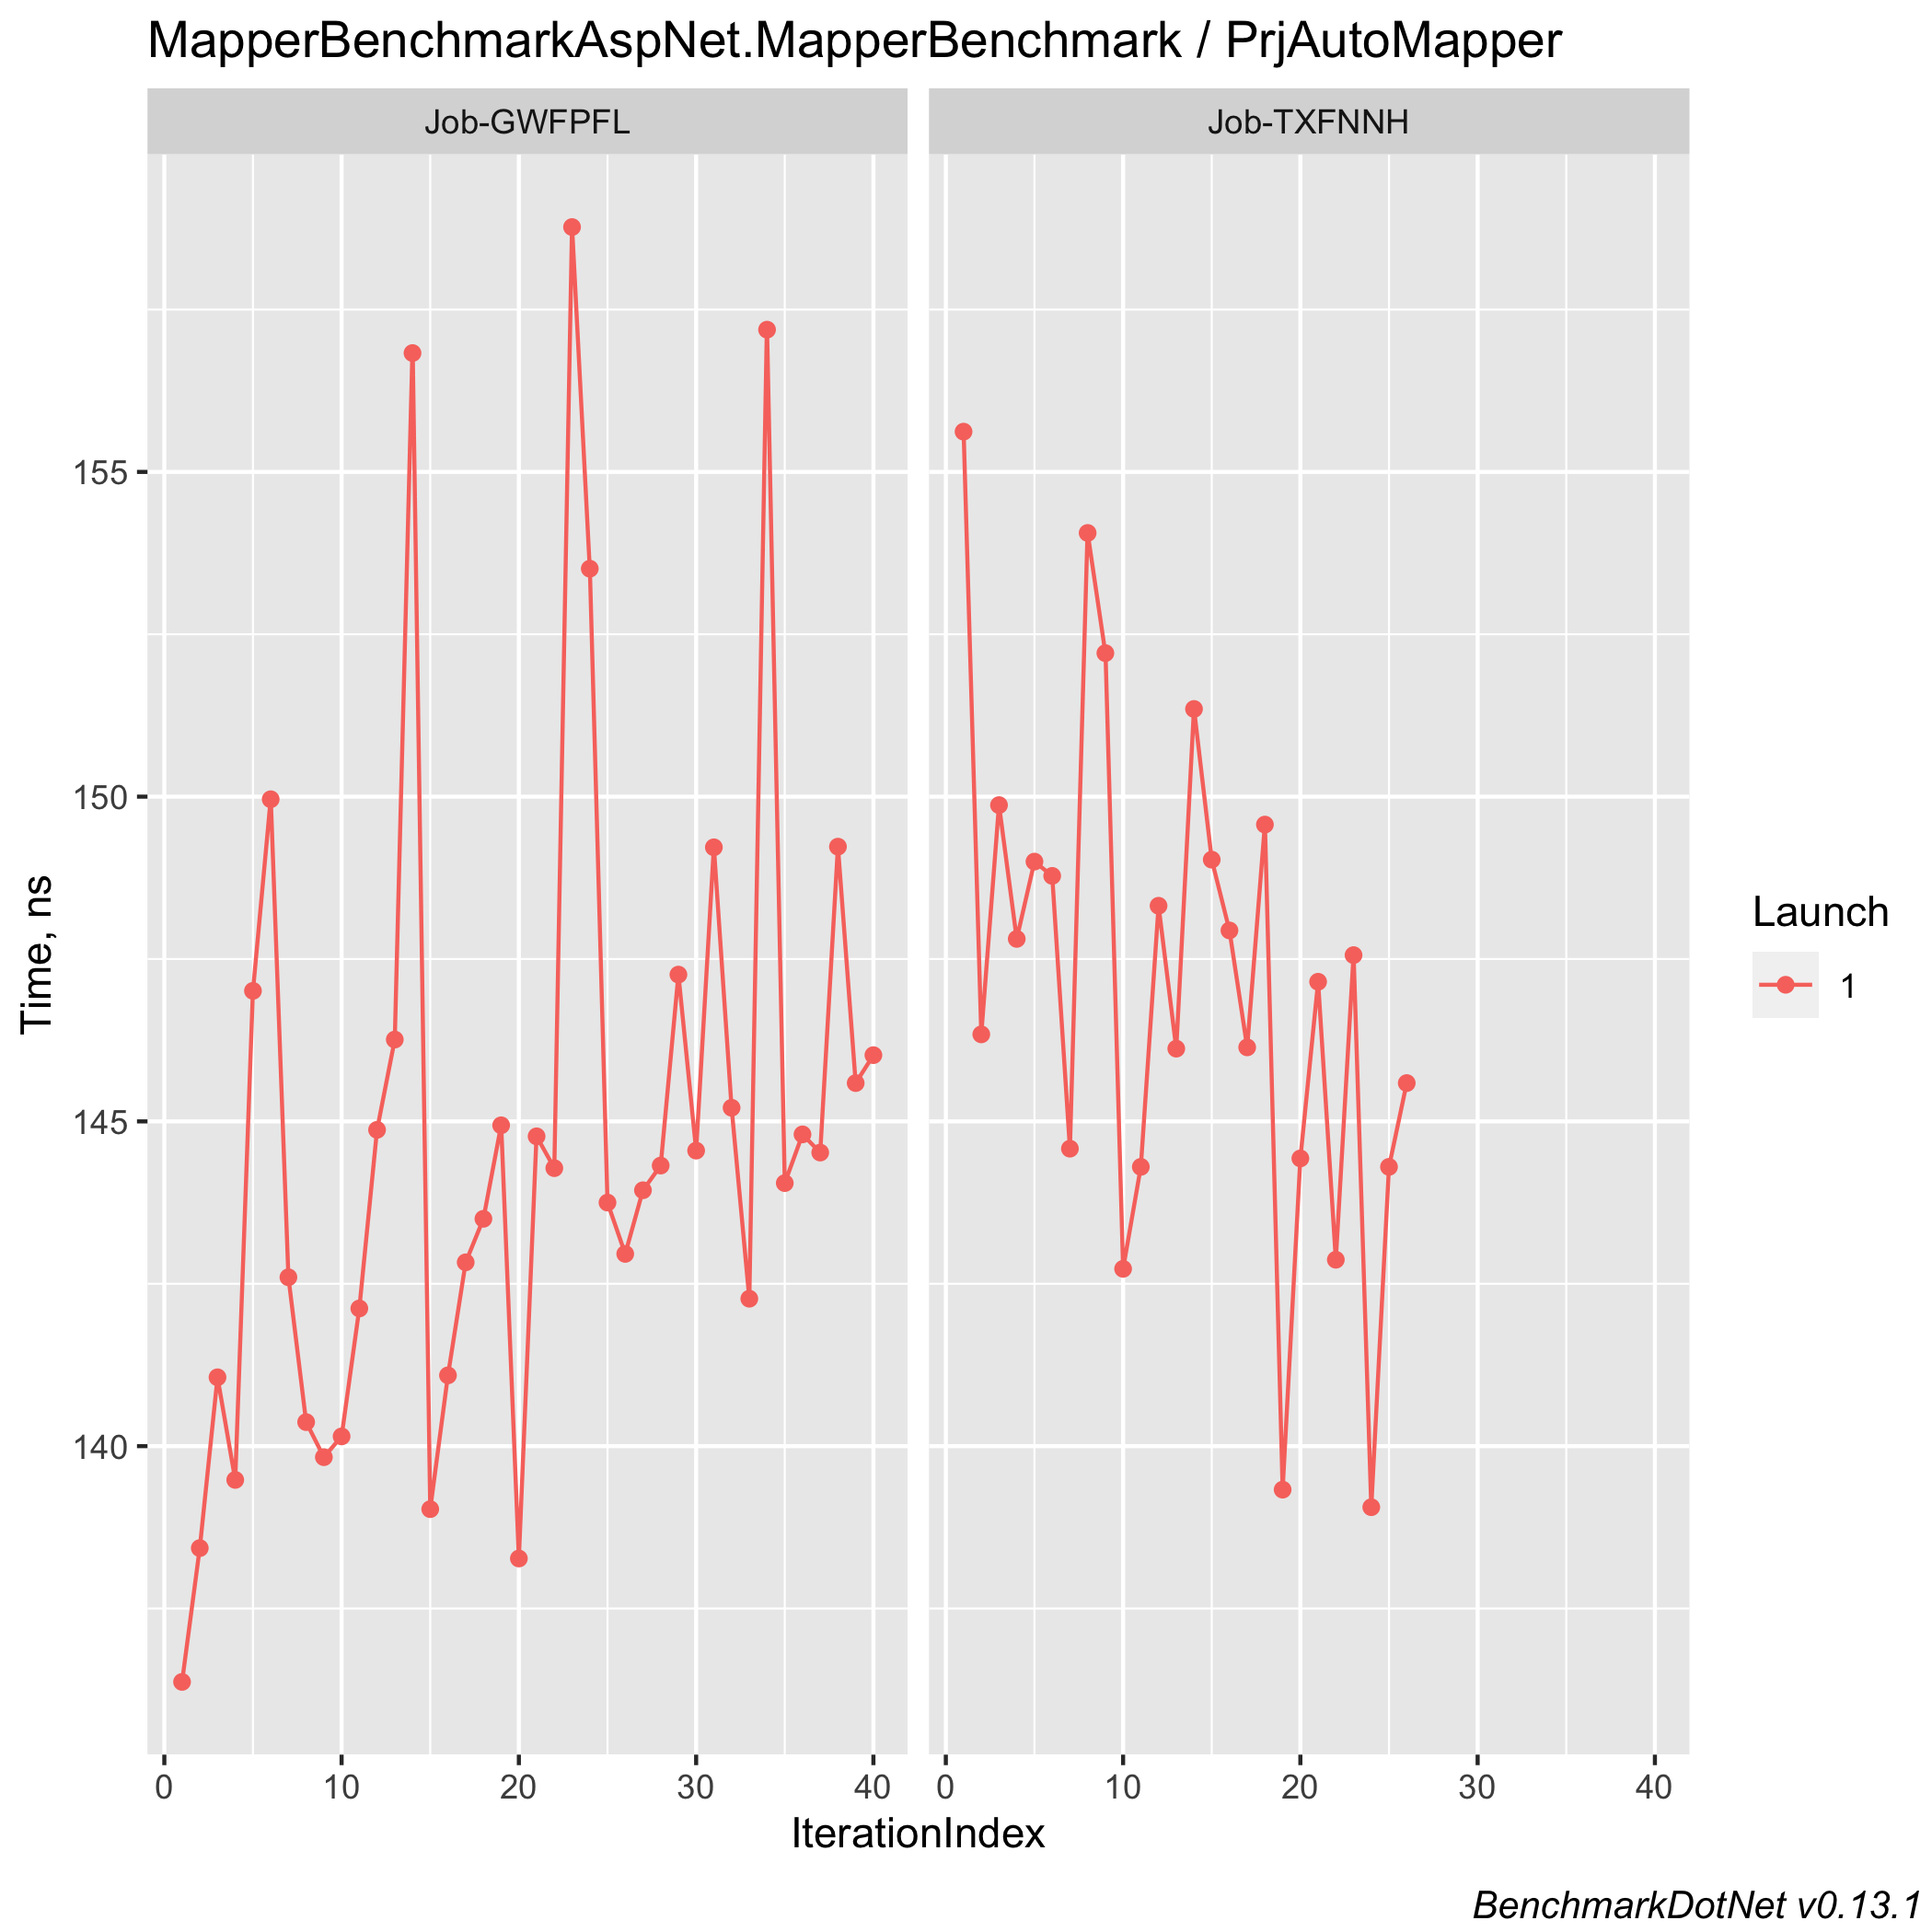 MapperBenchmarkAspNet.MapperBenchmark / PrjAutoMapper
Job-GWFPFL
Job-TXFNNH
Time, ns
155
150
145
140
0 10 20 30 40
0 10 20 30 40
IterationIndex
Launch
1
BenchmarkDotNet v0.13.1